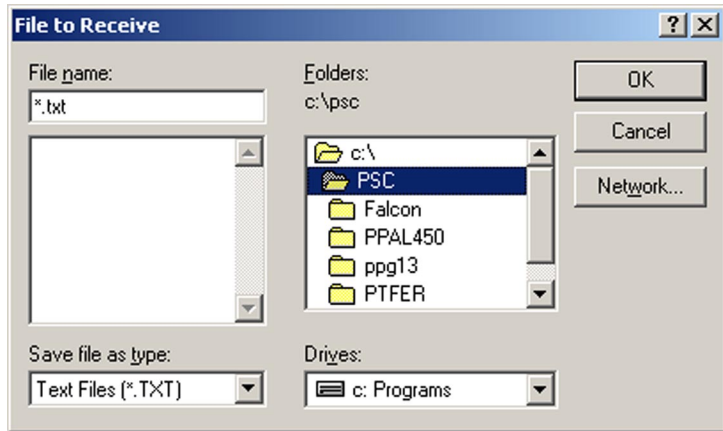 File to Receive
File name:
*.txt
Folders:
c:\psc
c:\
PSC
Falcon
PPAL450
ppg13
PTFER
OK
Cancel
Network...
Save file as type:
Text Files (*.TXT)
Drives:
c: Programs